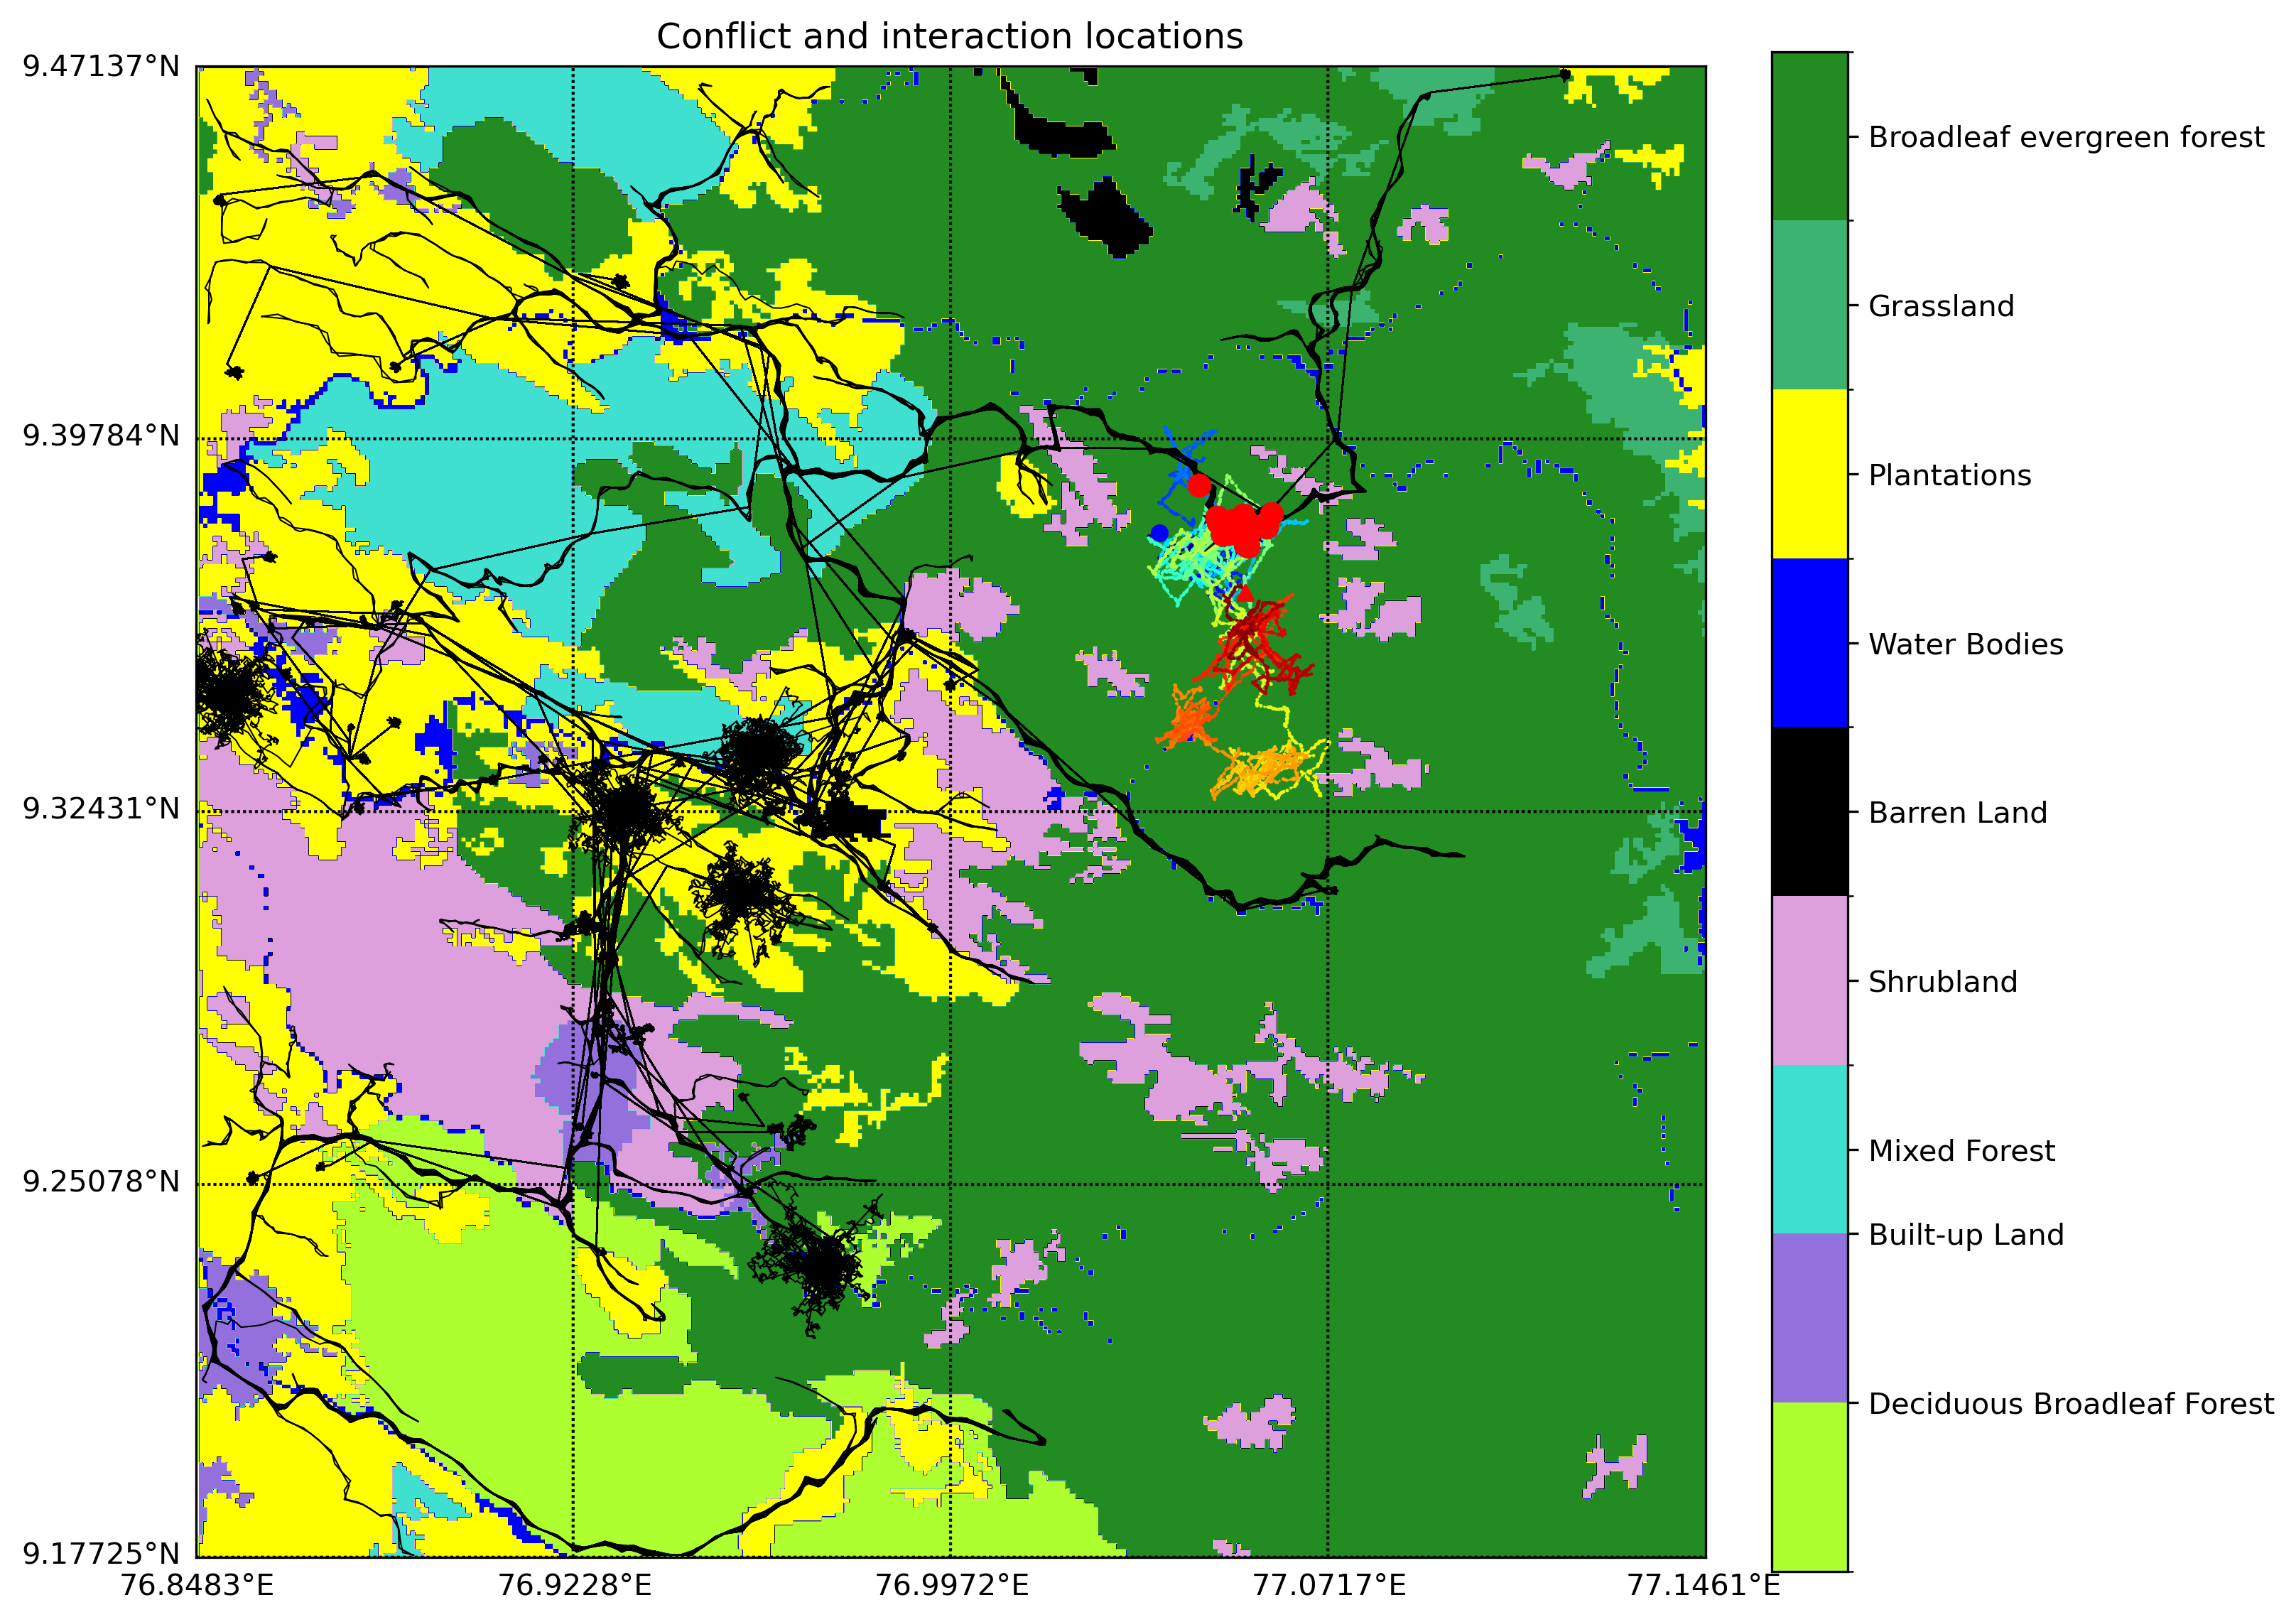 Conflict and interaction locations
9.47137°N
9.39784°N
9.32431°N
9.25078°N
9.17725°N
76.8483°E
76.9228°E
76.9972°E
77.0717°E
77.1461°E
Broadleaf evergreen forest
Grassland
Plantations
Water Bodies
Barren Land
Shrubland
Mixed Forest
Built-up Land
Deciduous Broadleaf Forest